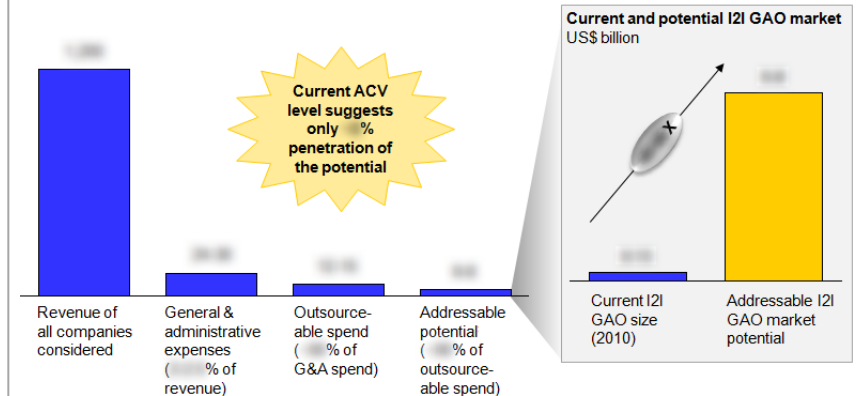 Current and potential I2I GAO market
US$ billion
Current ACV
level suggests
only %
penetration of
the potential
X
Revenue of
all companies
considered
General &
administrative
expenses
( % of
revenue)
Outsource-
able spend
( % of
G&A spend)
Addressable
potential
( % of
outsource-
able spend)
Current I2I
GAO size
(2010)
Addressable I2I
GAO market
potential